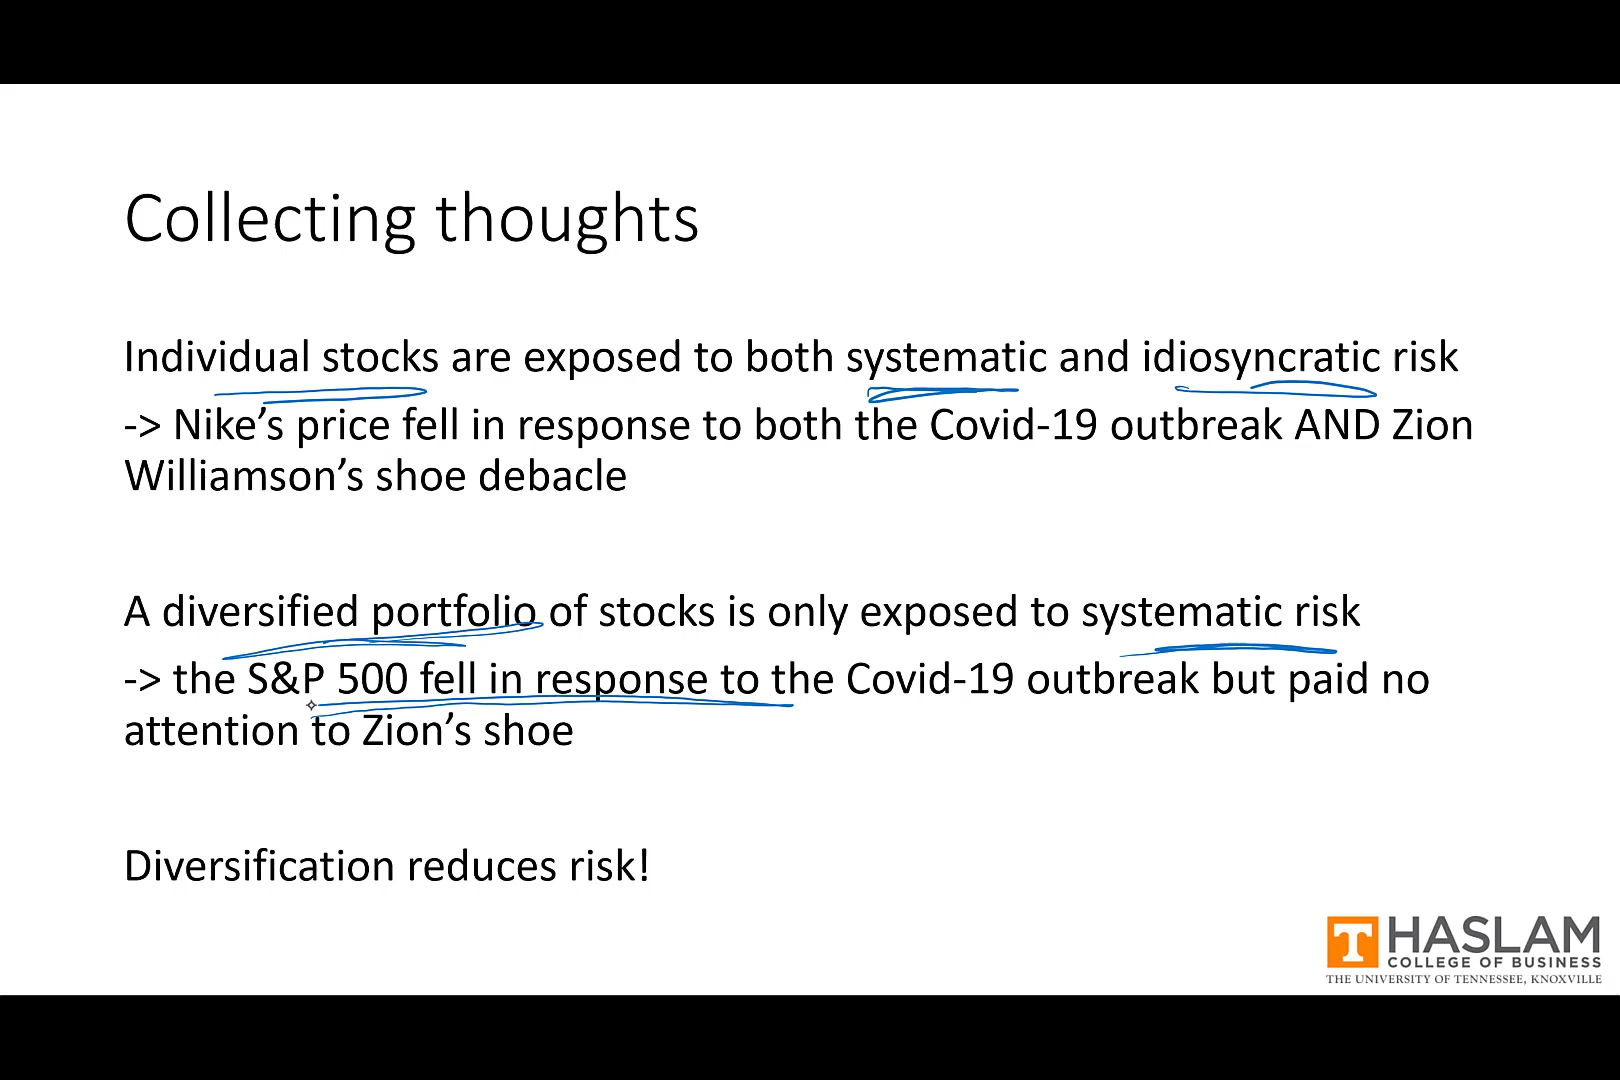 Collecting thoughts
Individual stocks are exposed to both systematic and idiosyncratic risk
-> Nike’s price fell in response to both the Covid-19 outbreak AND Zion
Williamson’s shoe debacle
A diversified portfolio of stocks is only exposed to systematic risk
-> the S&P 500 fell in response to the Covid-19 outbreak but paid no
attention to Zion’s shoe
Diversification reduces risk!
T HASLAM
COLLEGE OF BUSINESS
THE UNIVERSITY OF TENNESSEE, KNOXVILLE